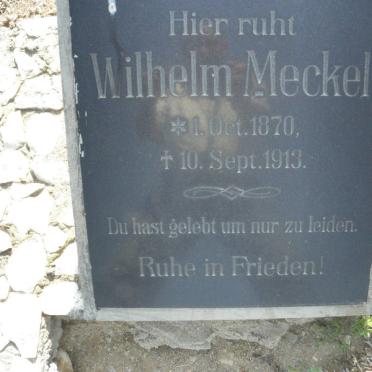 Hier ruht
Wilhelm Meckel
* 1. Oct. 1870,
† 10. Sept. 1913.
Du hast gelebt um nur zu leiden.
Ruhe in Frieden!